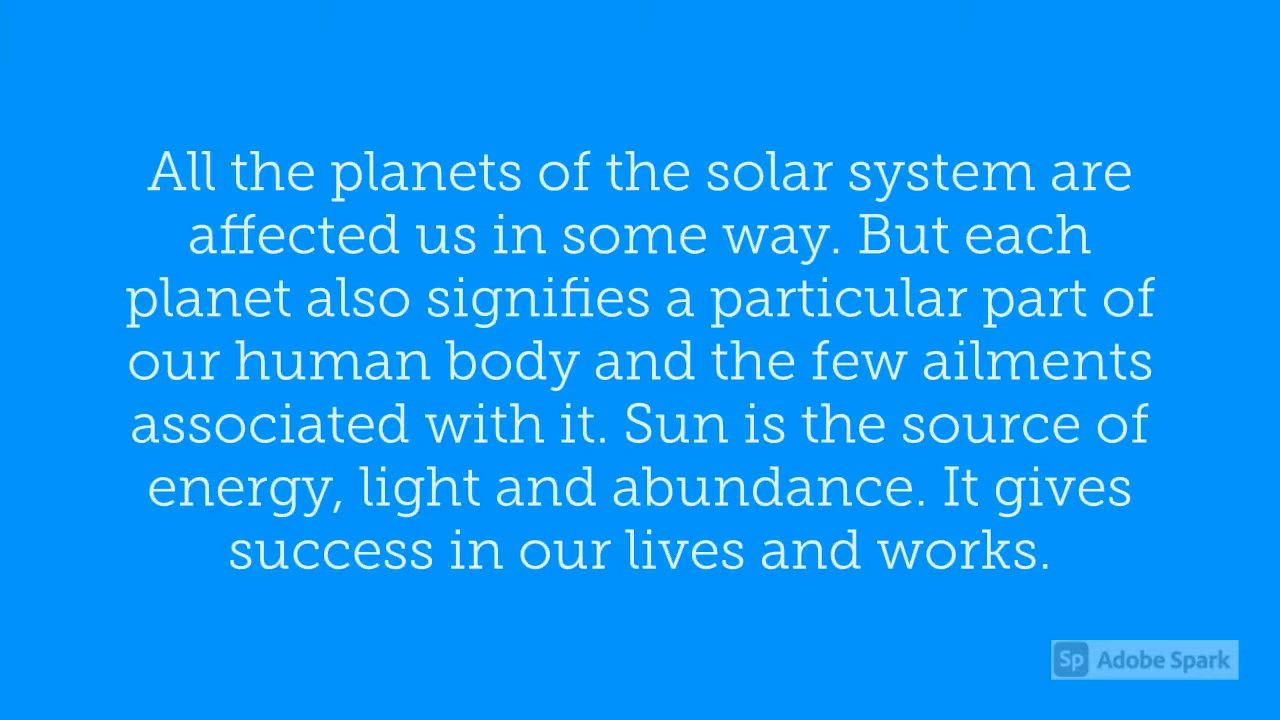 All the planets of the solar system are
affected us in some way. But each
planet also signifies a particular part of
our human body and the few ailments
associated with it. Sun is the source of
energy, light and abundance. It gives
success in our lives and works.
Sp Adobe Spark